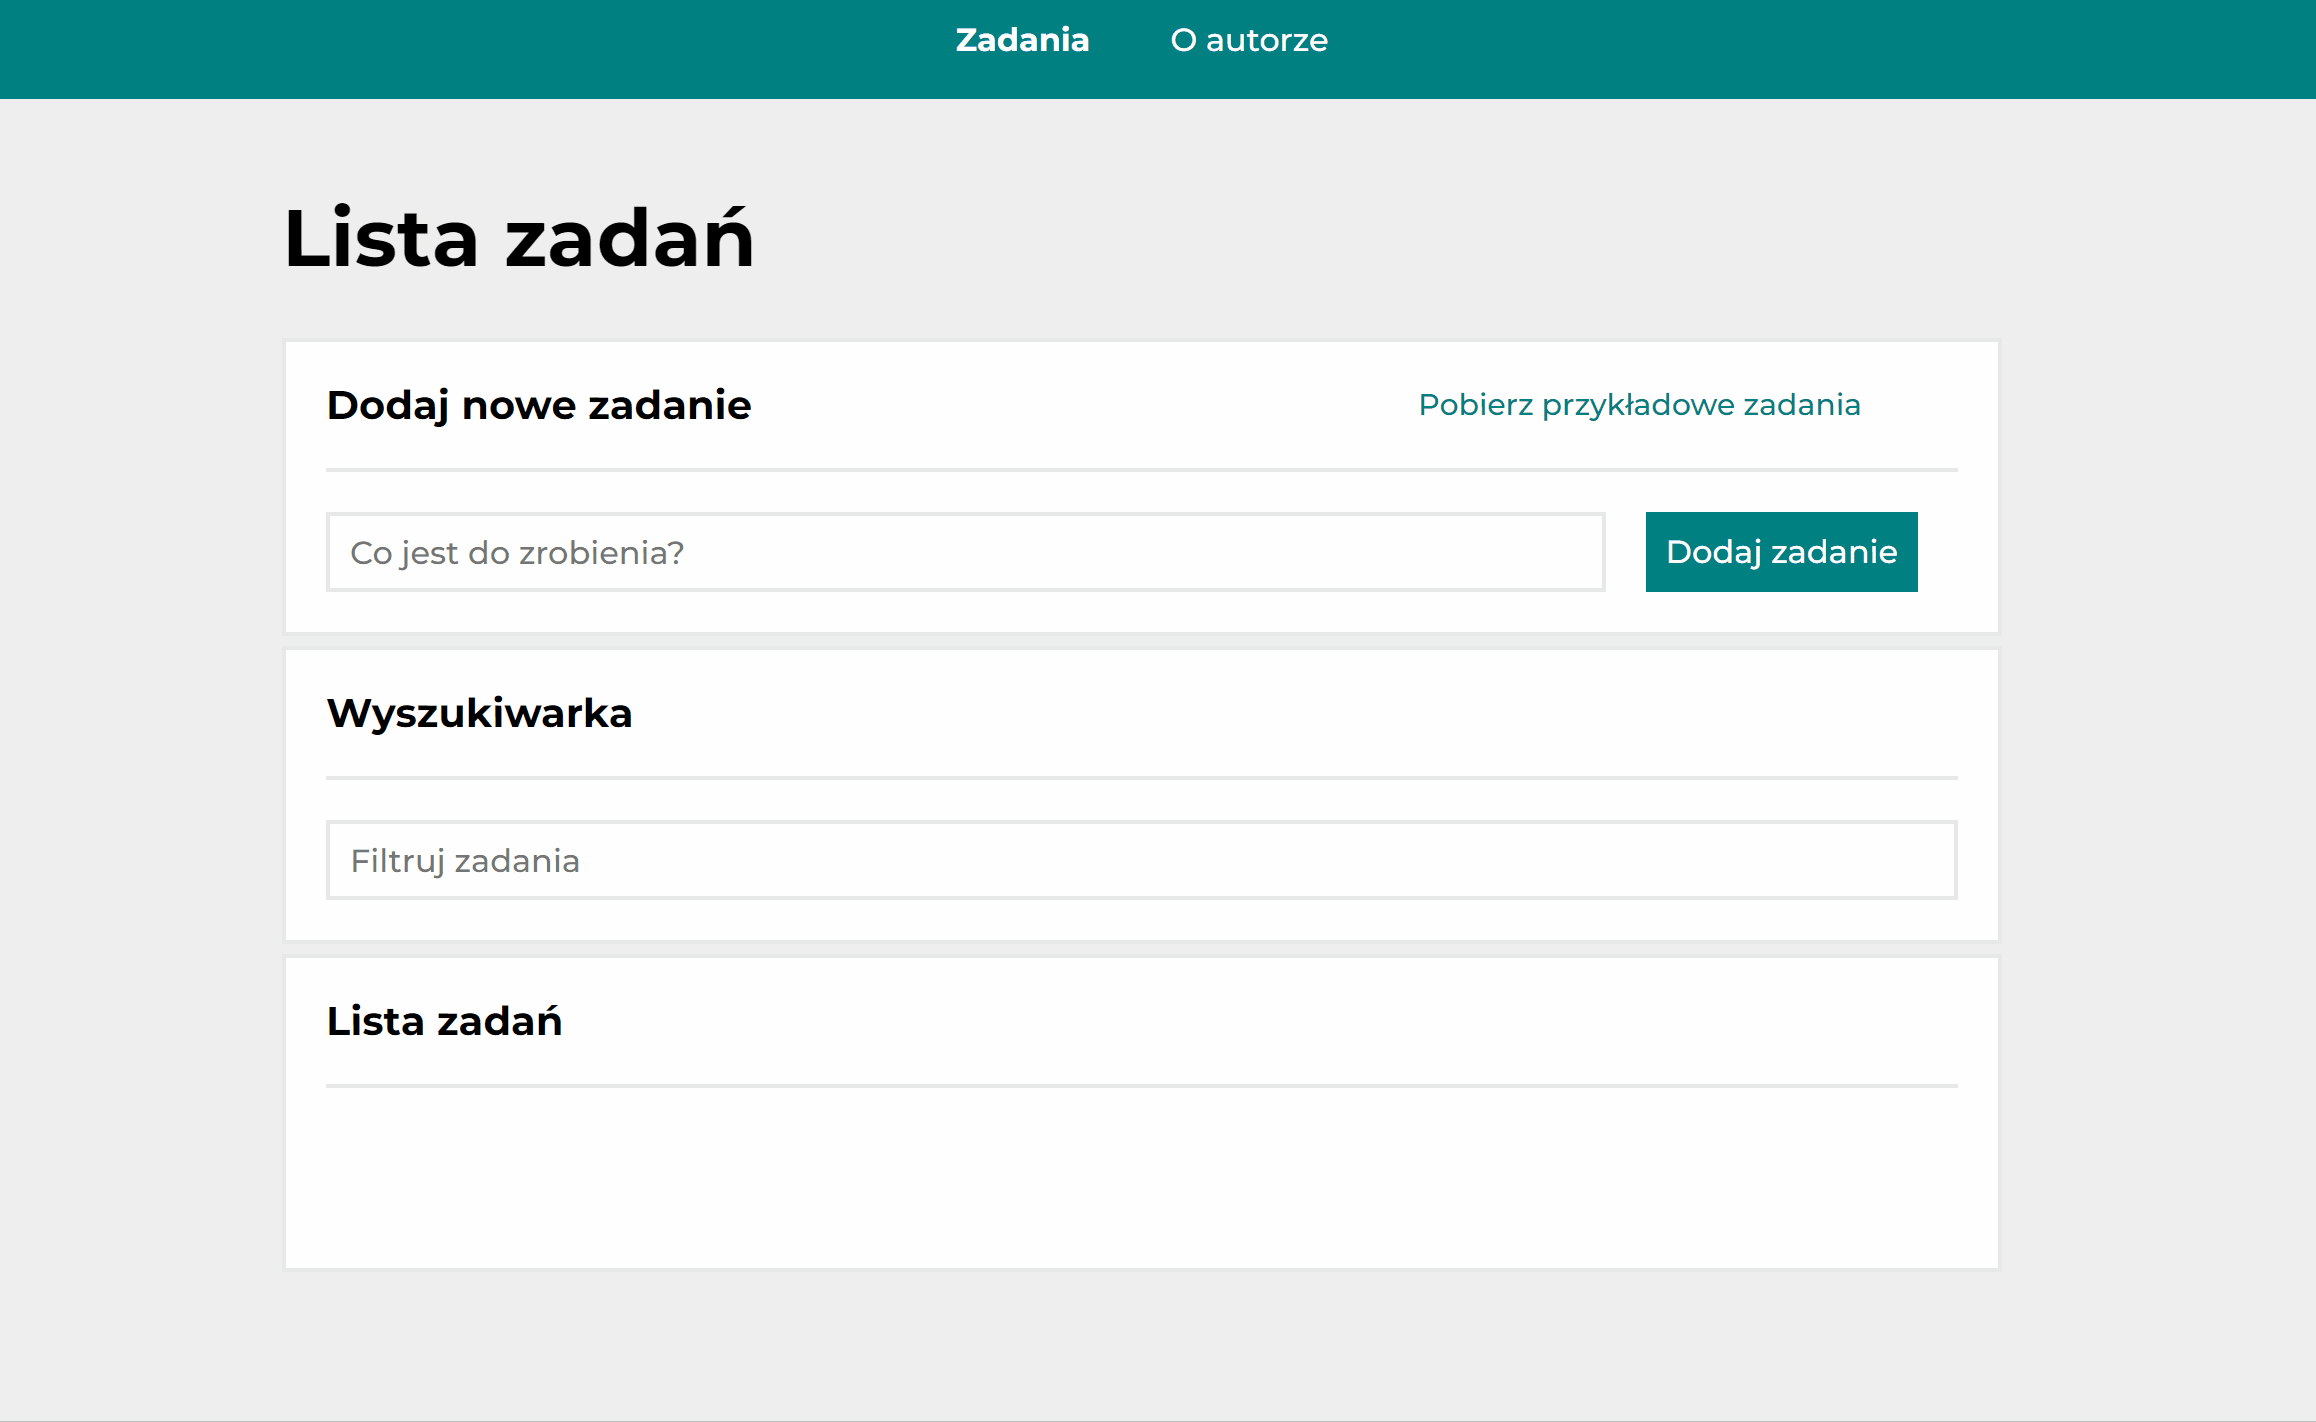 Zadania O autorze
Lista zadań
Dodaj nowe zadanie Pobierz przykładowe zadania
Co jest do zrobienia? Dodaj zadanie
Wyszukiwarka
Filtruj zadania
Lista zadań